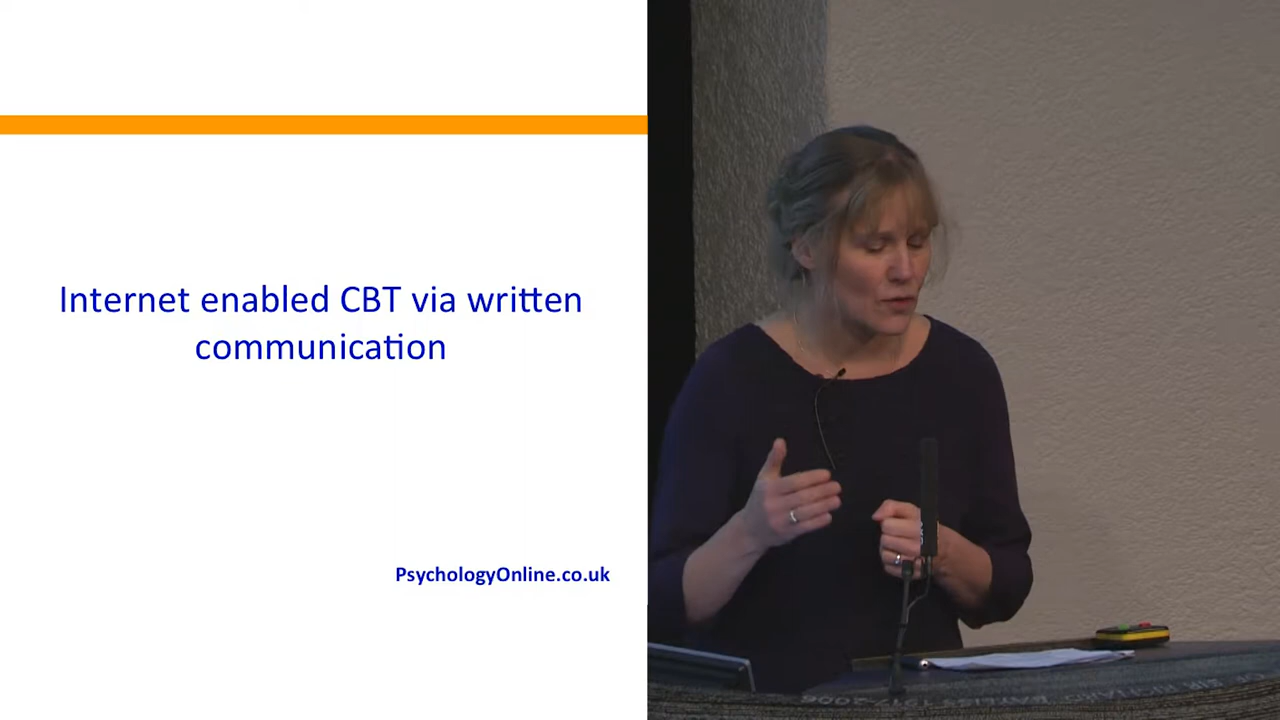 Internet enabled CBT via written
communication
PsychologyOnline.co.uk